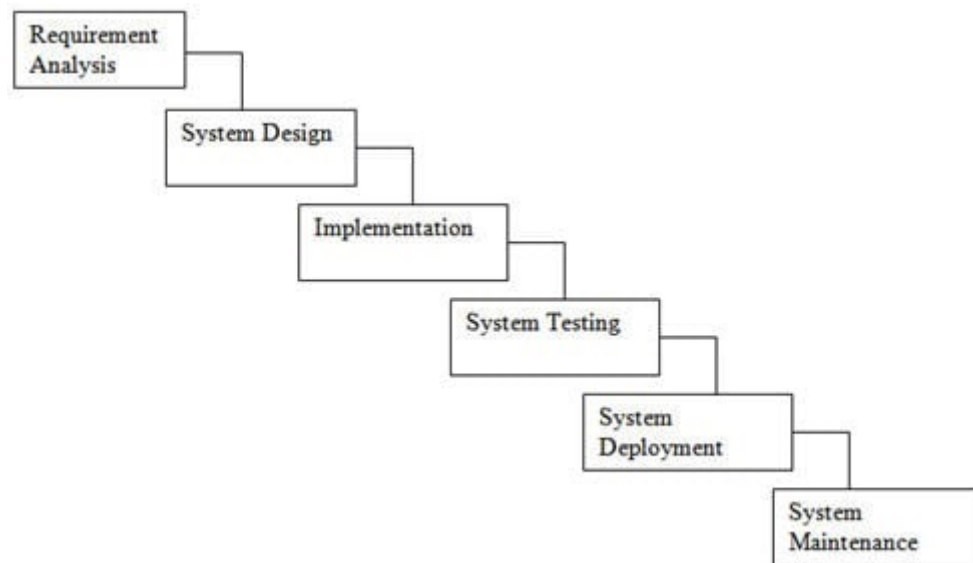 Requirement
Analysis
System Design
Implementation
System Testing
System
Deployment
System
Maintenance